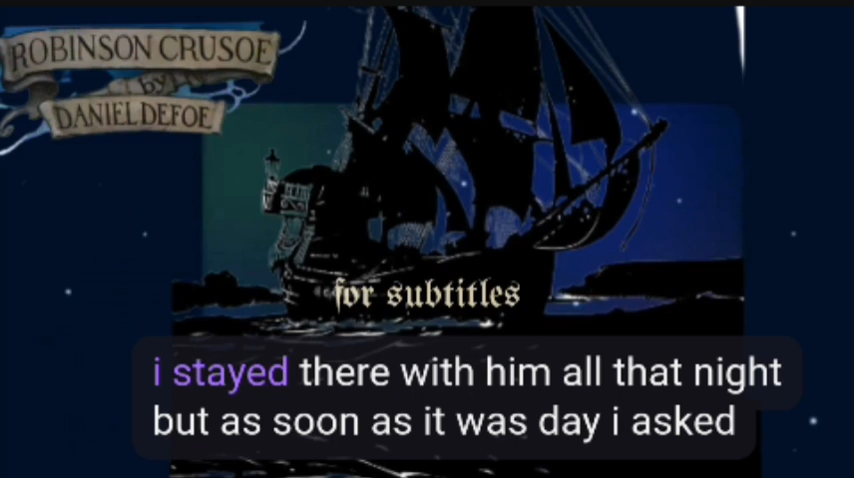 ROBINSON CRUSOE
by
DANIEL DEFOE
for subtitles
i stayed there with him all that night
but as soon as it was day i asked